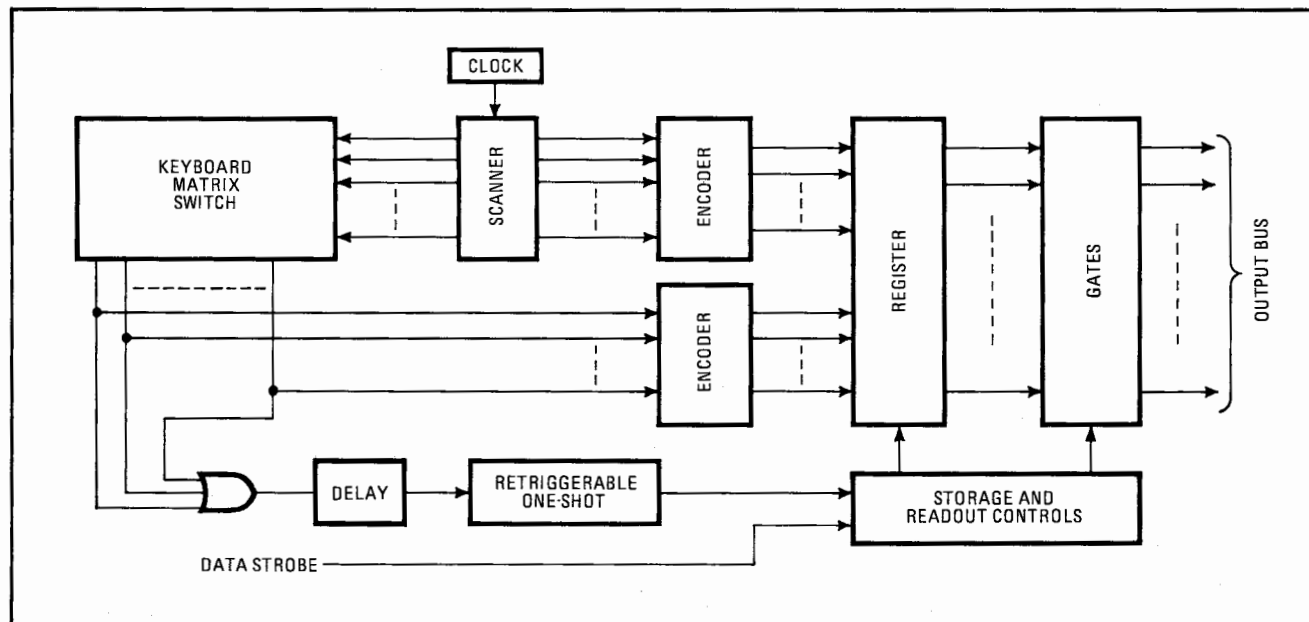 CLOCK
KEYBOARD
MATRIX
SWITCH
SCANNER
ENCODER
REGISTER
GATES
OUTPUT BUS
ENCODER
DELAY
RETRIGGERABLE
ONE-SHOT
STORAGE AND
READOUT CONTROLS
DATA STROBE